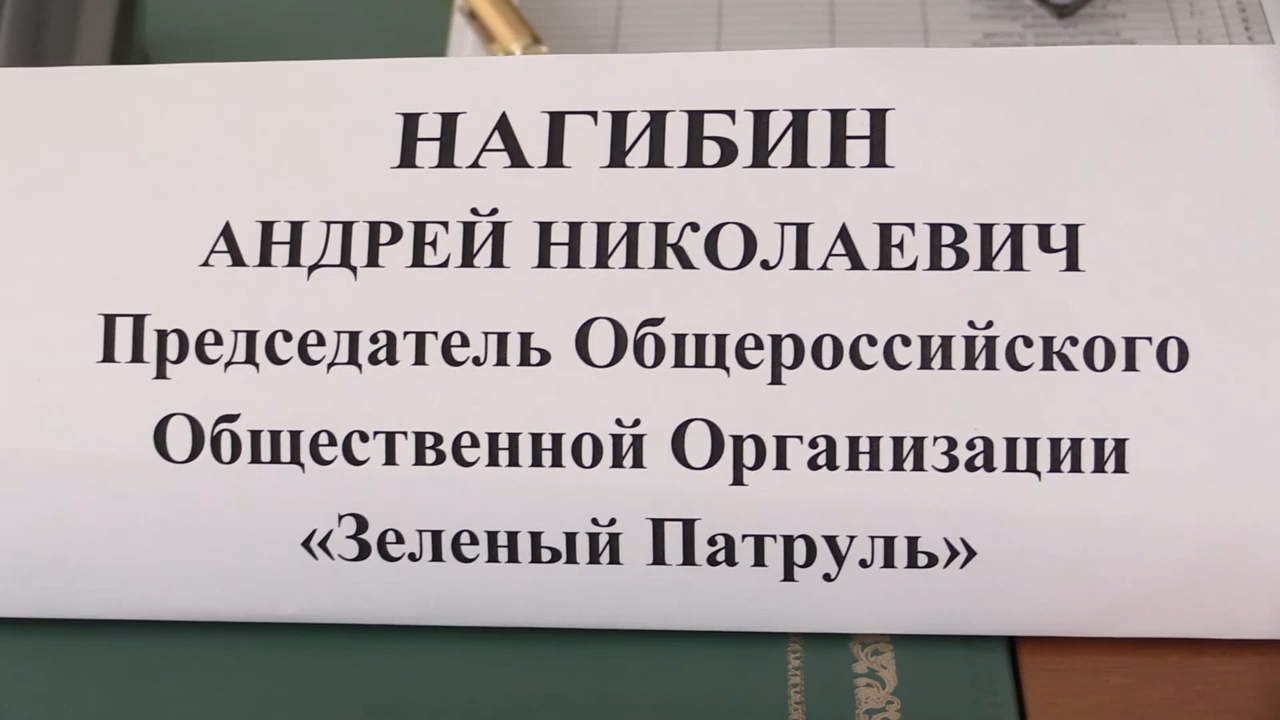 НАГИБИН
АНДРЕЙ НИКОЛАЕВИЧ
Председатель Общероссийского
Общественной Организации
«Зеленый Патруль»